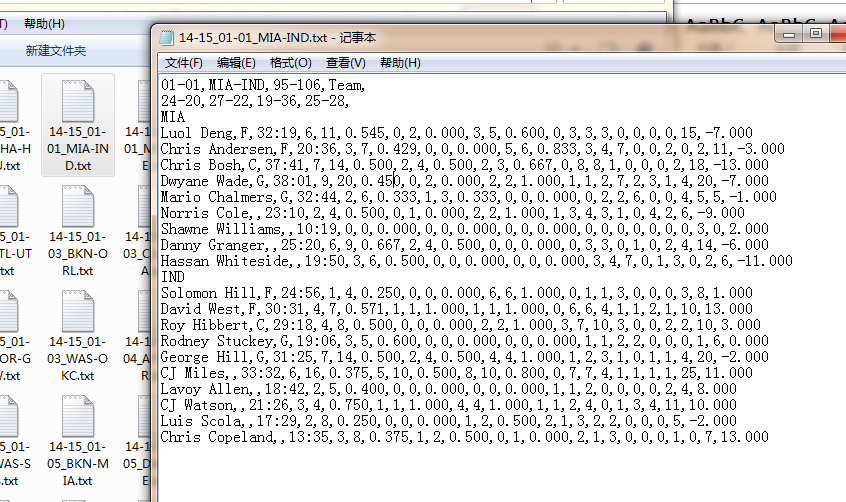 T) 帮助(H)
新建文件夹
14-15_01-01_MIA-IND.txt - 记事本
文件(F) 编辑(E) 格式(O) 查看(V) 帮助(H)
01-01,MIA-IND,95-106,Team,
24-20,27-22,19-36,25-28,
MIA
Luol Deng,F,32:19,6,11,0.545,0,2,0.000,3,5,0.600,0,3,3,3,0,0,0,0,15,-7.000
Chris Andersen,F,20:36,3,7,0.429,0,0,0.000,5,6,0.833,3,4,7,0,0,2,0,2,11,-3.000
Chris Bosh,C,37:41,7,14,0.500,2,4,0.500,2,3,0.667,0,8,8,1,0,0,0,2,18,-13.000
Dwyane Wade,G,38:01,9,20,0.450,0,2,0.000,2,2,1.000,1,1,2,7,2,3,1,4,20,-7.000
Mario Chalmers,G,32:44,2,6,0.333,1,3,0.333,0,0,0.000,0,2,2,6,0,0,4,5,5,-1.000
Norris Cole,,23:10,2,4,0.500,0,1,0.000,2,2,1.000,1,3,4,3,1,0,4,2,6,-9.000
Shawne Williams,,10:19,0,0,0.000,0,0,0.000,0,0,0.000,0,0,0,0,0,0,0,3,0,2.000
Danny Granger,,25:20,6,9,0.667,2,4,0.500,0,0,0.000,0,3,3,0,1,0,2,4,14,-6.000
Hassan Whiteside,,19:50,3,6,0.500,0,0,0.000,0,0,0.000,3,4,7,0,1,3,0,2,6,-11.000
IND
Solomon Hill,F,24:56,1,4,0.250,0,0,0.000,6,6,1.000,0,1,1,3,0,0,0,3,8,1.000
David West,F,30:31,4,7,0.571,1,1,1.000,1,1,1.000,0,6,6,4,1,1,2,1,10,13.000
Roy Hibbert,C,29:18,4,8,0.500,0,0,0.000,2,2,1.000,3,7,10,3,0,0,2,2,10,3.000
Rodney Stuckey,G,19:06,3,5,0.600,0,0,0.000,0,0,0.000,1,1,2,2,0,0,0,1,6,0.000
George Hill,G,31:25,7,14,0.500,2,4,0.500,4,4,1.000,1,2,3,1,0,1,1,4,20,-2.000
CJ Miles,,33:32,6,16,0.375,5,10,0.500,8,10,0.800,0,7,7,4,1,1,1,1,25,11.000
Lavoy Allen,,18:42,2,5,0.400,0,0,0.000,0,0,0.000,1,1,2,0,0,0,0,2,4,8.000
CJ Watson,,21:26,3,4,0.750,1,1,1.000,4,4,1.000,1,1,2,4,0,1,3,4,11,10.000
Luis Scola,,17:29,2,8,0.250,0,0,0.000,1,2,0.500,2,1,3,2,2,0,0,0,5,-2.000
Chris Copeland,,13:35,3,8,0.375,1,2,0.500,0,1,0.000,2,1,3,0,0,0,1,0,7,13.000
14-15_01-
01_MIA-IN
D.txt
14-15_01-
03_BKN-O
RL.txt
14-15_01-
03_WAS-O
KC.txt
14-15_01-
05_BKN-M
IA.txt